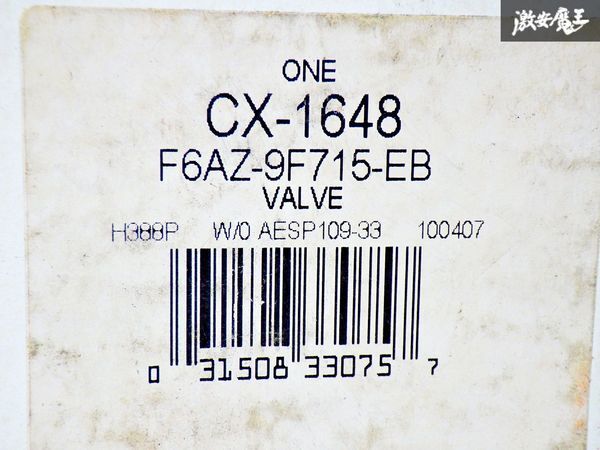 激安魔王
ONE
CX-1648
F6AZ-9F715-EB
VALVE
H388P W/0 AESP109-33 100407
0 31508 33075 7